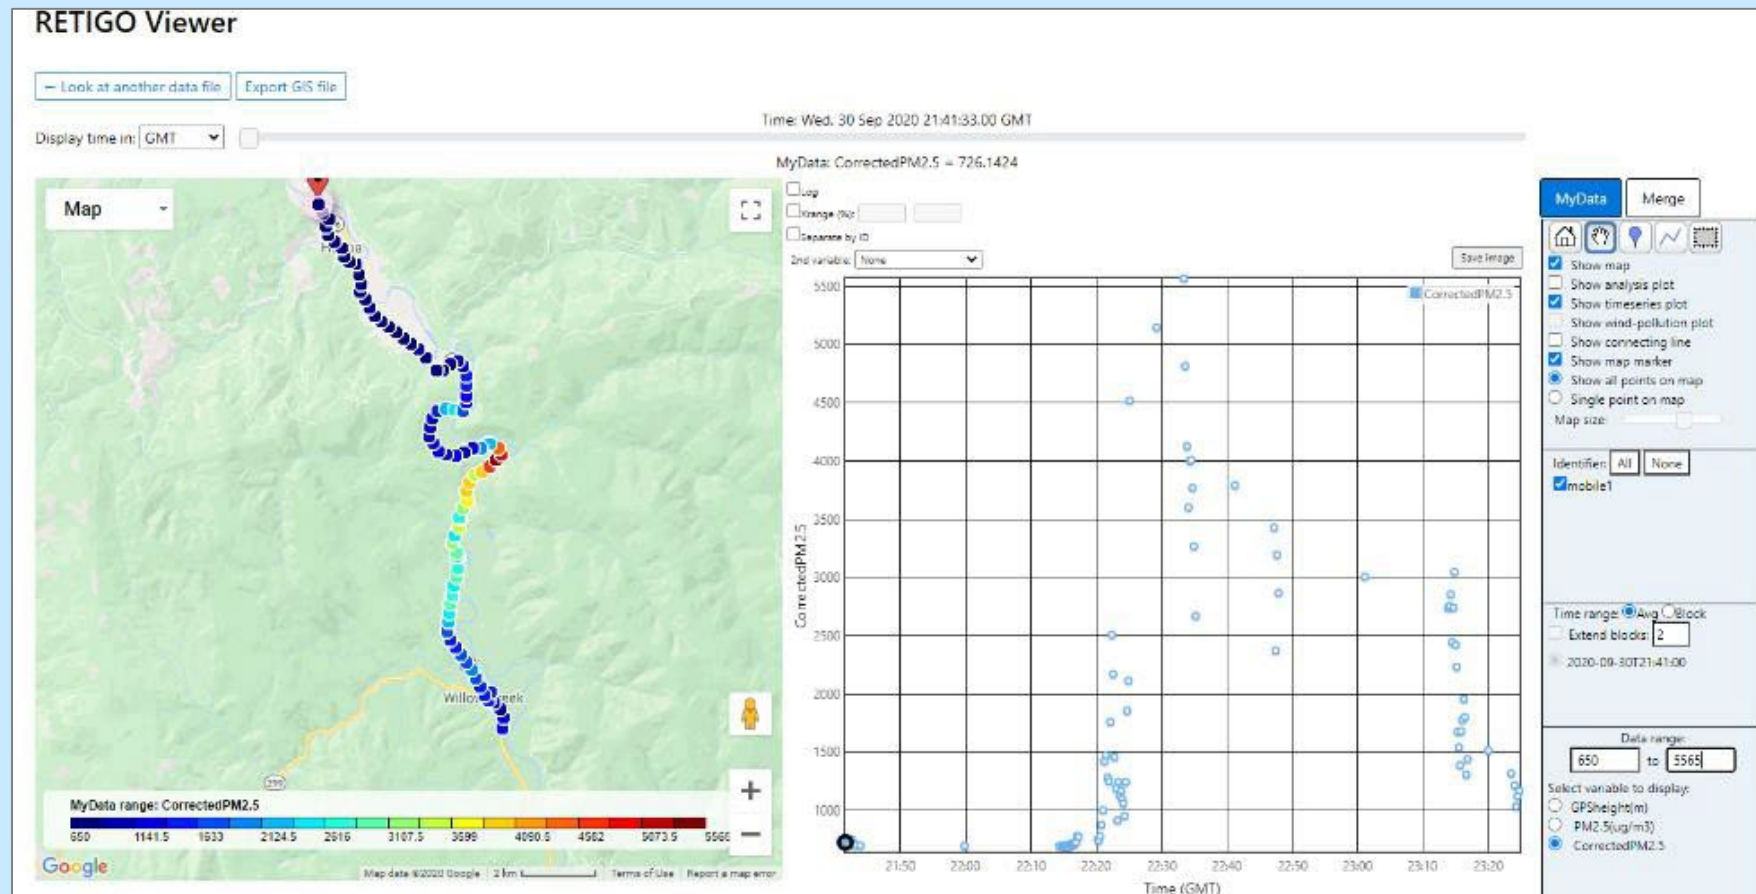 RETIGO Viewer
← Look at another data file
Export GIS file
Display time in: GMT
Time: Wed, 30 Sep 2020 21:41:33.00 GMT
MyData: CorrectedPM2.5 = 726.1424
Map
Willow Creek
299
MyData range: CorrectedPM2.5
650 1141.5 1633 2124.5 2616 3107.5 3599 4090.5 4582 5073.5 5565
Google
Map data ©2020 Google 2 km Terms of Use Report a map error
Log
Xrange (%):
Separate by ID
2nd variable: None
Save Image
CorrectedPM2.5
5500
5000
4500
4000
3500
3000
2500
2000
1500
1000
CorrectedPM2.5
21:50 22:00 22:10 22:20 22:30 22:40 22:50 23:00 23:10 23:20
Time (GMT)
MyData Merge
Show map
Show analysis plot
Show timeseries plot
Show wind-pollution plot
Show connecting line
Show map marker
Show all points on map
Single point on map
Map size:
Identifier: All None
mobile1
Time range: Avg Block
Extend blocks: 2
2020-09-30T21:41:00
Data range:
650 to 5565
Select variable to display:
GPSheight(m)
PM2.5(ug/m3)
CorrectedPM2.5